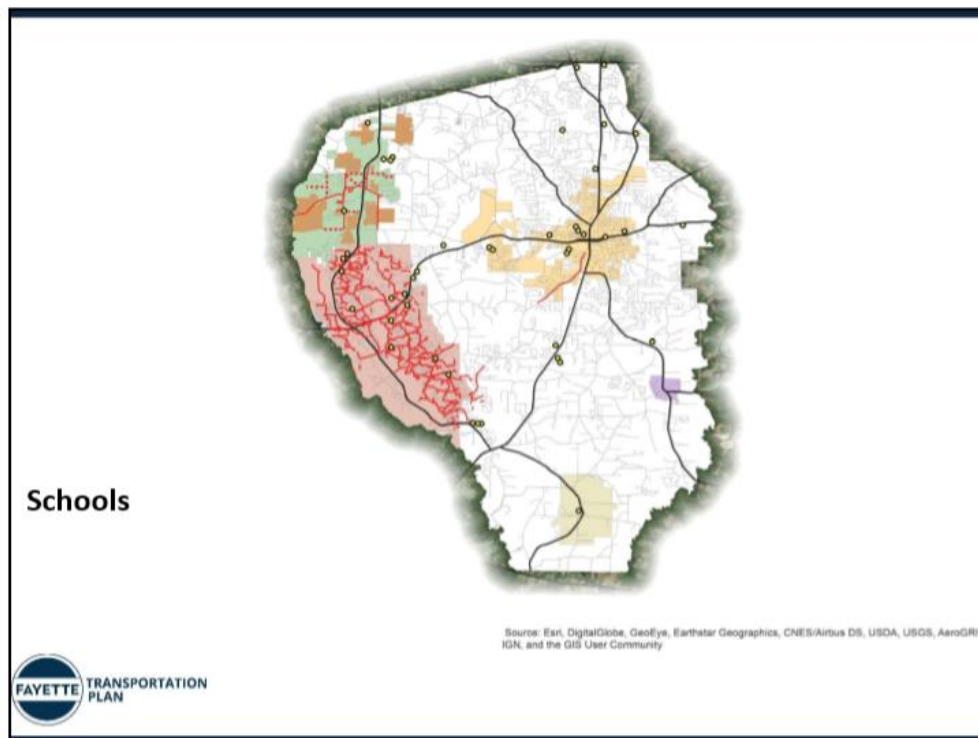 Schools
Source: Esri, DigitalGlobe, GeoEye, Earthstar Geographics, CNES/Airbus DS, USDA, USGS, AeroGRI
IGN, and the GIS User Community
FAYETTE
TRANSPORTATION
PLAN